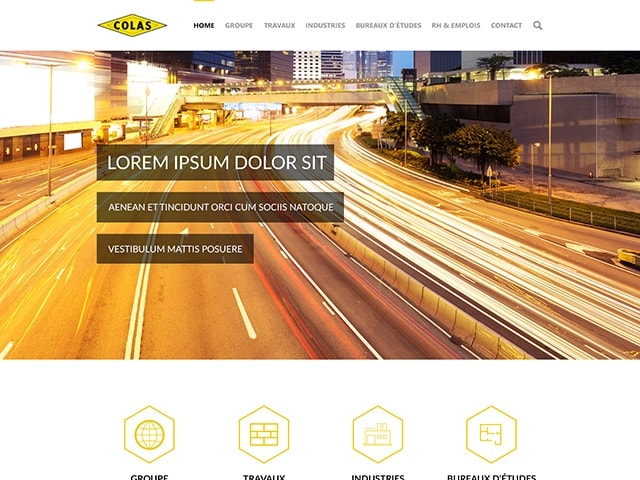 COLAS
HOME GROUPE TRAVAUX INDUSTRIES BUREAUX D'ÉTUDES RH & EMPLOIS CONTACT
LOREM IPSUM DOLOR SIT
AENEAN ET TINCIDUNT ORCI CUM SOCIIS NATOQUE
VESTIBULUM MATTIS POSUERE
GROUPE TRAVAUX INDUSTRIES BUREAUX D'ÉTUDES